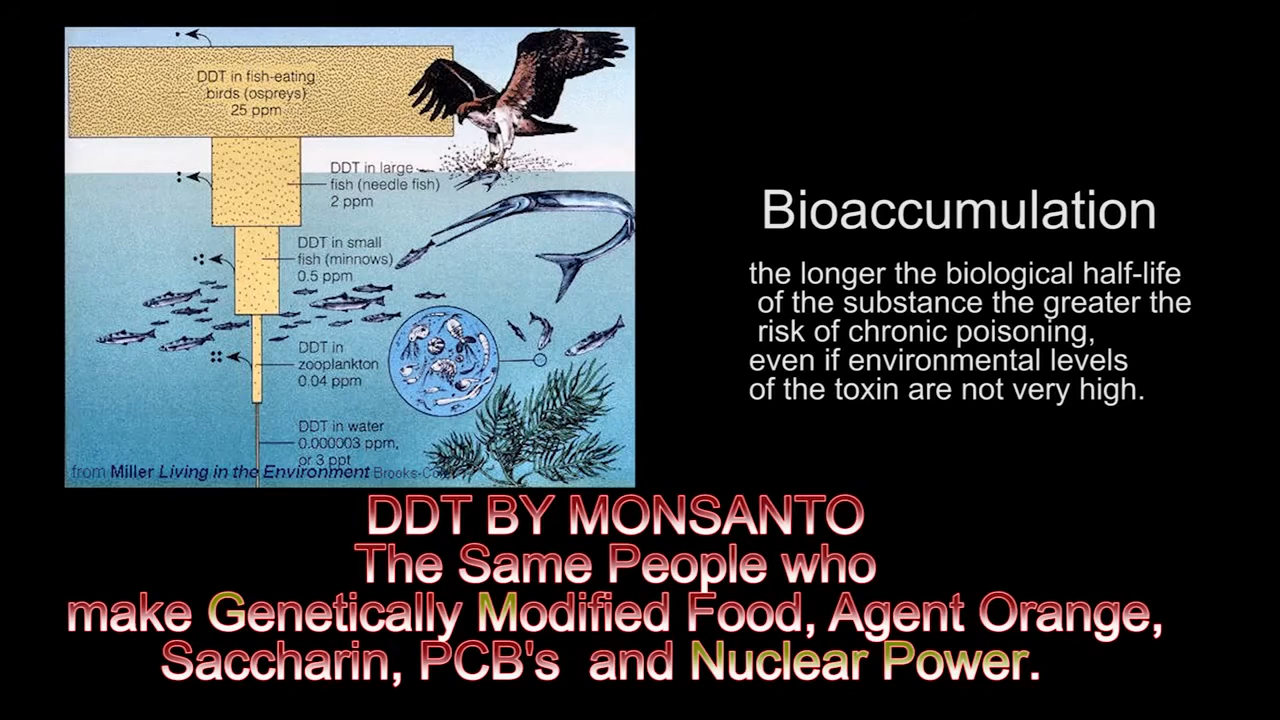 DDT in fish-eating
birds (ospreys)
25 ppm
DDT in large
fish (needle fish)
2 ppm
DDT in small
fish (minnows)
0.5 ppm
DDT in
zooplankton
0.04 ppm
DDT in water
0.000003 ppm,
or 3 ppt
from Miller Living in the Environment
Bioaccumulation
the longer the biological half-life
of the substance the greater the
risk of chronic poisoning,
even if environmental levels
of the toxin are not very high.
DDT BY MONSANTO
The Same People who
make Genetically Modified Food, Agent Orange,
Saccharin, PCB's and Nuclear Power.